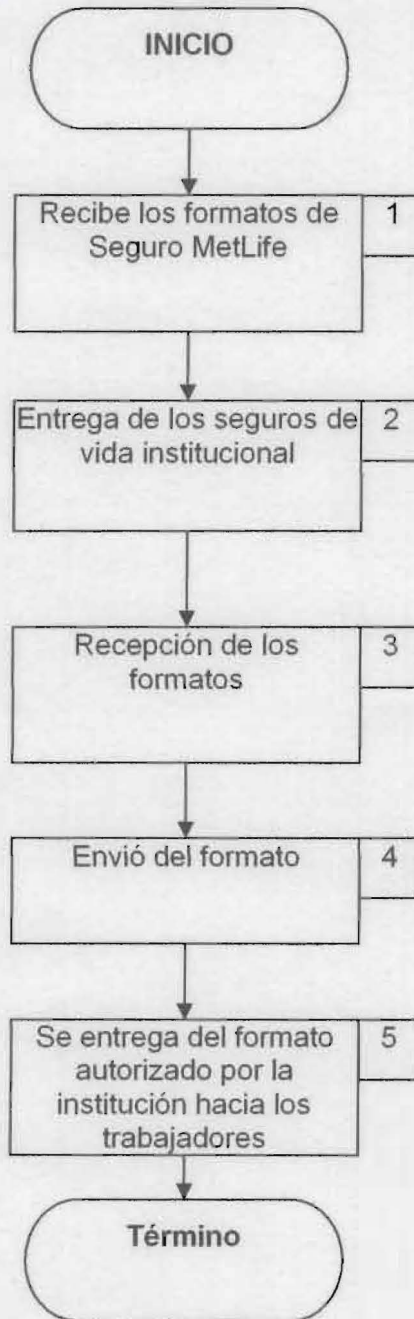 INICIO
Recibe los formatos de
Seguro MetLife
1
Entrega de los seguros de
vida institucional
2
Recepción de los
formatos
3
Envió del formato
4
Se entrega del formato
autorizado por la
institución hacia los
trabajadores
5
Término